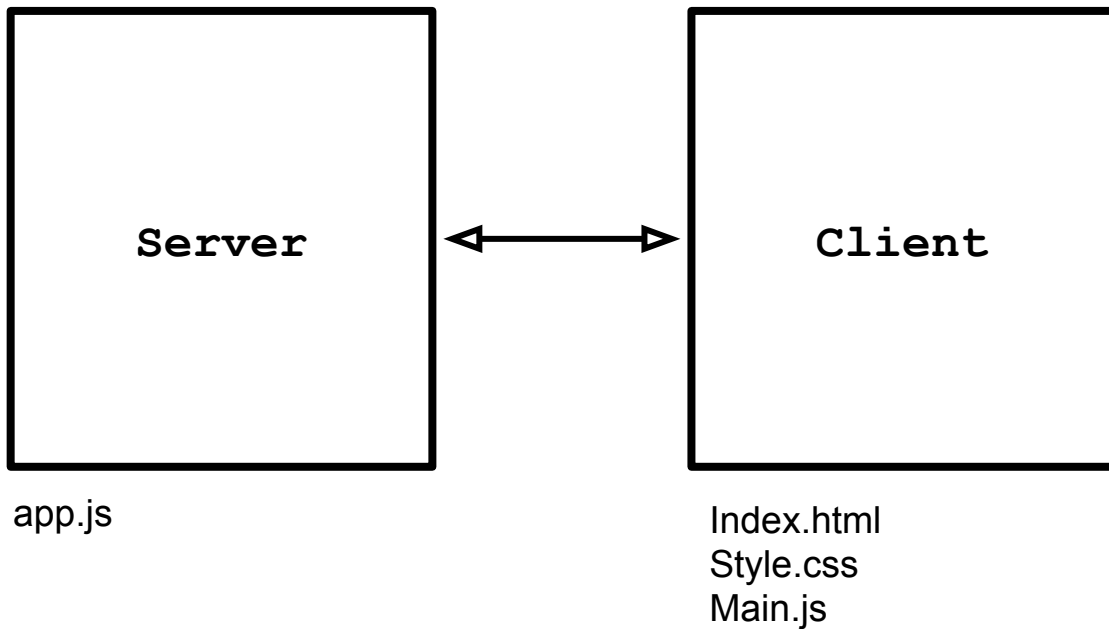 Server
Client
app.js
Index.html
Style.css
Main.js